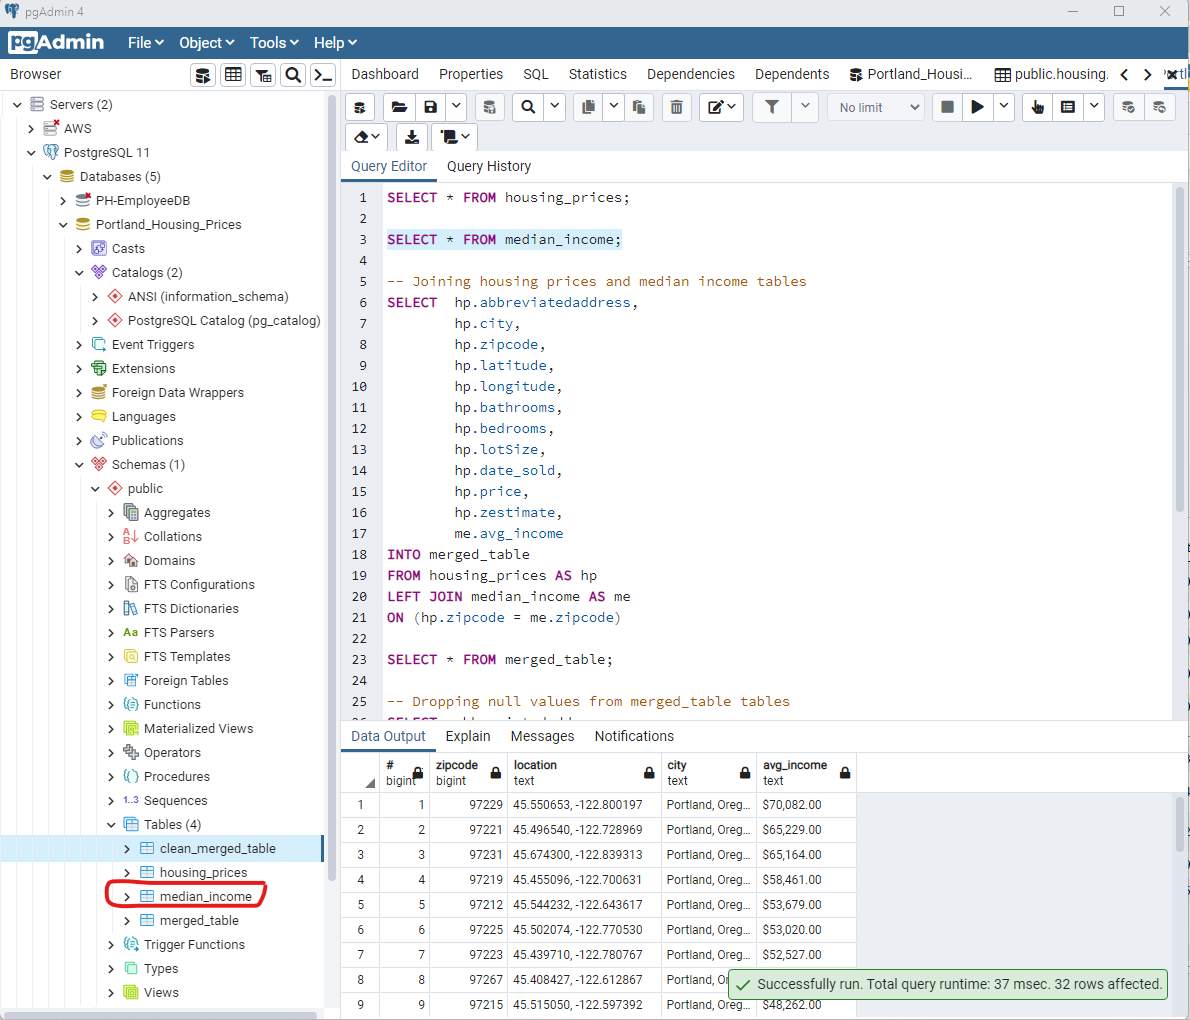 pgAdmin 4
pgAdmin File Object Tools Help
Browser
Dashboard Properties SQL Statistics Dependencies Dependents Portland_Housi... public.housing.
Servers (2)
AWS
PostgreSQL 11
Databases (5)
PH-EmployeeDB
Portland_Housing_Prices
Casts
Catalogs (2)
ANSI (information_schema)
PostgreSQL Catalog (pg_catalog)
Event Triggers
Extensions
Foreign Data Wrappers
Languages
Publications
Schemas (1)
public
Aggregates
Collations
Domains
FTS Configurations
FTS Dictionaries
Aa FTS Parsers
FTS Templates
Foreign Tables
Functions
Materialized Views
Operators
Procedures
1..3 Sequences
Tables (4)
clean_merged_table
housing_prices
median_income
merged_table
Trigger Functions
Types
Views
No limit
Query Editor Query History
1 SELECT * FROM housing_prices;
2
3 SELECT * FROM median_income;
4
5 -- Joining housing prices and median income tables
6 SELECT hp.abbreviatedaddress,
7 hp.city,
8 hp.zipcode,
9 hp.latitude,
10 hp.longitude,
11 hp.bathrooms,
12 hp.bedrooms,
13 hp.lotSize,
14 hp.date_sold,
15 hp.price,
16 hp.zestimate,
17 me.avg_income
18 INTO merged_table
19 FROM housing_prices AS hp
20 LEFT JOIN median_income AS me
21 ON (hp.zipcode = me.zipcode)
22
23 SELECT * FROM merged_table;
24
25 -- Dropping null values from merged_table tables
Data Output Explain Messages Notifications
# zipcode location city avg_income
bigint bigint text text text
1 1 97229 45.550653, -122.800197 Portland, Oreg... $70,082.00
2 2 97221 45.496540, -122.728969 Portland, Oreg... $65,229.00
3 3 97231 45.674300, -122.839313 Portland, Oreg... $65,164.00
4 4 97219 45.455096, -122.700631 Portland, Oreg... $58,461.00
5 5 97212 45.544232, -122.643617 Portland, Oreg... $53,679.00
6 6 97225 45.502074, -122.770530 Portland, Oreg... $53,020.00
7 7 97223 45.439710, -122.780767 Portland, Oreg... $52,527.00
8 8 97267 45.408427, -122.612867 Portland, Oreg
9 9 97215 45.515050, -122.597392 Portland, Oreg... $48,262.00
Successfully run. Total query runtime: 37 msec. 32 rows affected.